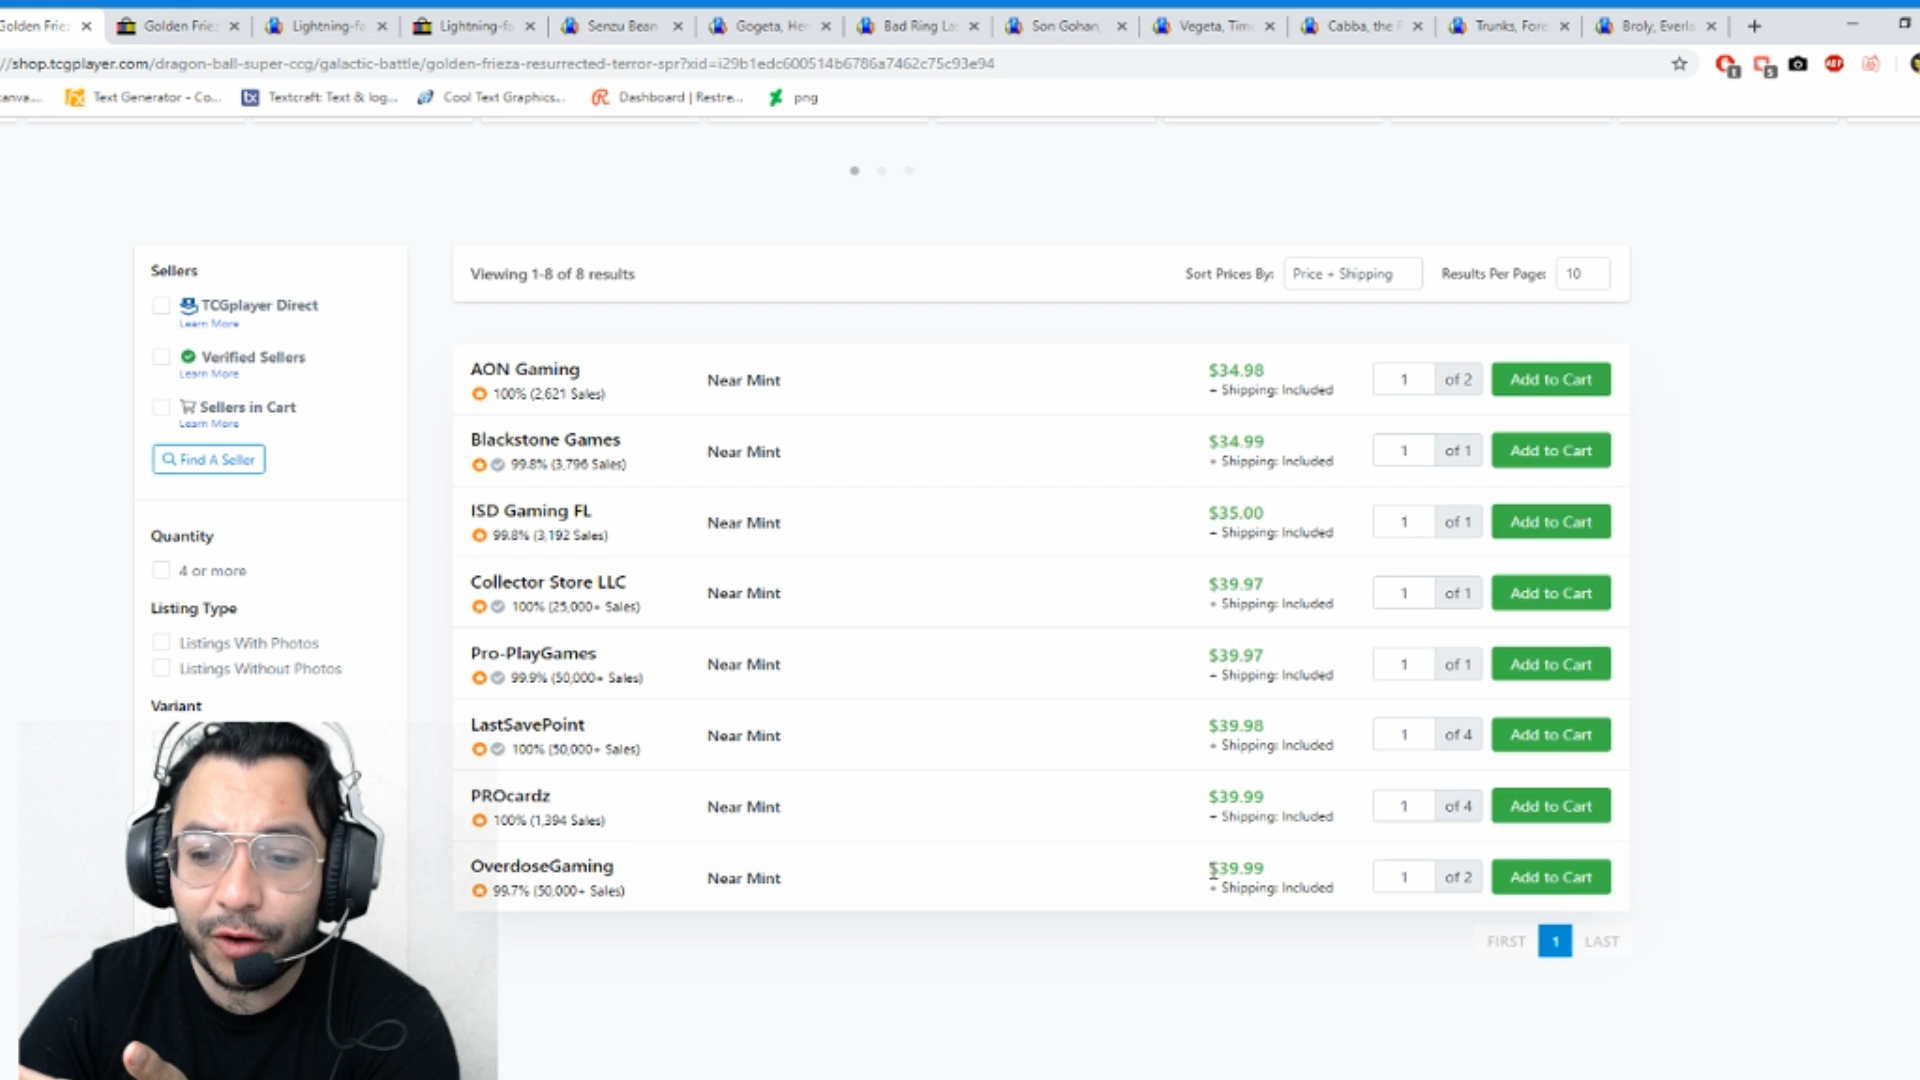 Golden Frie
Golden Frie
Lightning-fa
Lightning-fa
Senzu Bean
Gogeta, He
Bad Ring La
Son Gohan,
Vegeta, Tim
Cabba, the
Trunks, Fore
Broly, Everla
//shop.tcgplayer.com/dragon-ball-super-ccg/galactic-battle/golden-frieza-resurrected-terror-spr?xid=i29b1edc600514b6786a7462c75c93e94
anva....
Text Generator - Co...
Textcraft: Text & log...
Cool Text Graphics...
Dashboard | Restre...
png
Sellers
TCGplayer Direct
Learn More
Verified Sellers
Learn More
Sellers in Cart
Learn More
Find A Seller
Quantity
4 or more
Listing Type
Listings With Photos
Listings Without Photos
Variant
Viewing 1-8 of 8 results
Sort Prices By: Price + Shipping
Results Per Page: 10
AON Gaming
100% (2,621 Sales)
Near Mint
$34.98
+ Shipping: Included
1 of 2
Add to Cart
Blackstone Games
99.8% (3,796 Sales)
Near Mint
$34.99
+ Shipping: Included
1 of 1
Add to Cart
ISD Gaming FL
99.8% (3,192 Sales)
Near Mint
$35.00
+ Shipping: Included
1 of 1
Add to Cart
Collector Store LLC
100% (25,000+ Sales)
Near Mint
$39.97
+ Shipping: Included
1 of 1
Add to Cart
Pro-PlayGames
99.9% (50,000+ Sales)
Near Mint
$39.97
+ Shipping: Included
1 of 1
Add to Cart
LastSavePoint
100% (50,000+ Sales)
Near Mint
$39.98
+ Shipping: Included
1 of 4
Add to Cart
PROcardz
100% (1,394 Sales)
Near Mint
$39.99
+ Shipping: Included
1 of 4
Add to Cart
OverdoseGaming
99.7% (50,000+ Sales)
Near Mint
$39.99
+ Shipping: Included
1 of 2
Add to Cart
FIRST 1 LAST